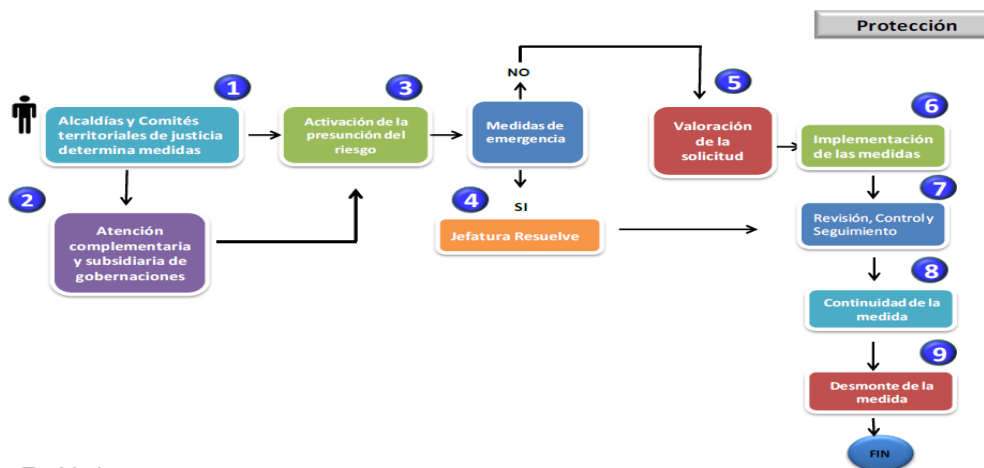 Protección
1
Alcaldías y Comités
territoriales de justicia
determina medidas
2
Atención
complementaria
y subsidiaria de
gobernaciones
3
Activación de la
presunción del
riesgo
NO
Medidas de
emergencia
SI
4
Jefatura Resuelve
5
Valoración
de la
solicitud
6
Implementación
de las medidas
7
Revisión, Control y
Seguimiento
8
Continuidad de la
medida
9
Desmonte de la
medida
FIN